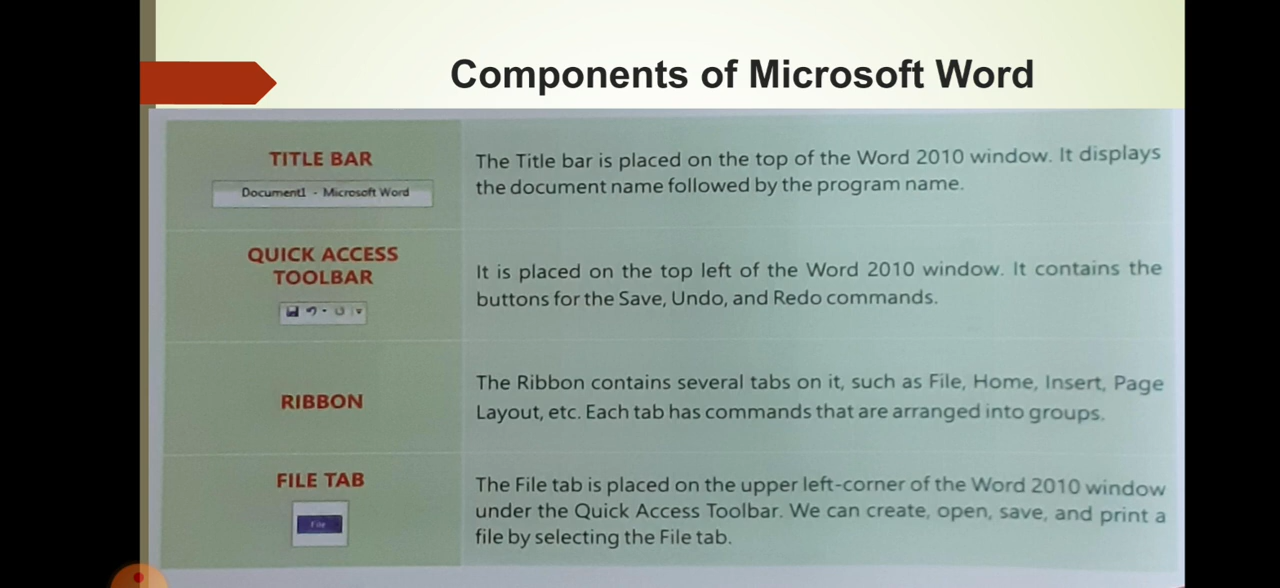 Components of Microsoft Word
TITLE BAR
Document1 - Microsoft Word
The Title bar is placed on the top of the Word 2010 window. It displays
the document name followed by the program name.
QUICK ACCESS
TOOLBAR
It is placed on the top left of the Word 2010 window. It contains the
buttons for the Save, Undo, and Redo commands.
RIBBON
The Ribbon contains several tabs on it, such as File, Home, Insert, Page
Layout, etc. Each tab has commands that are arranged into groups.
FILE TAB
File
The File tab is placed on the upper left-corner of the Word 2010 window
under the Quick Access Toolbar. We can create, open, save, and print a
file by selecting the File tab.